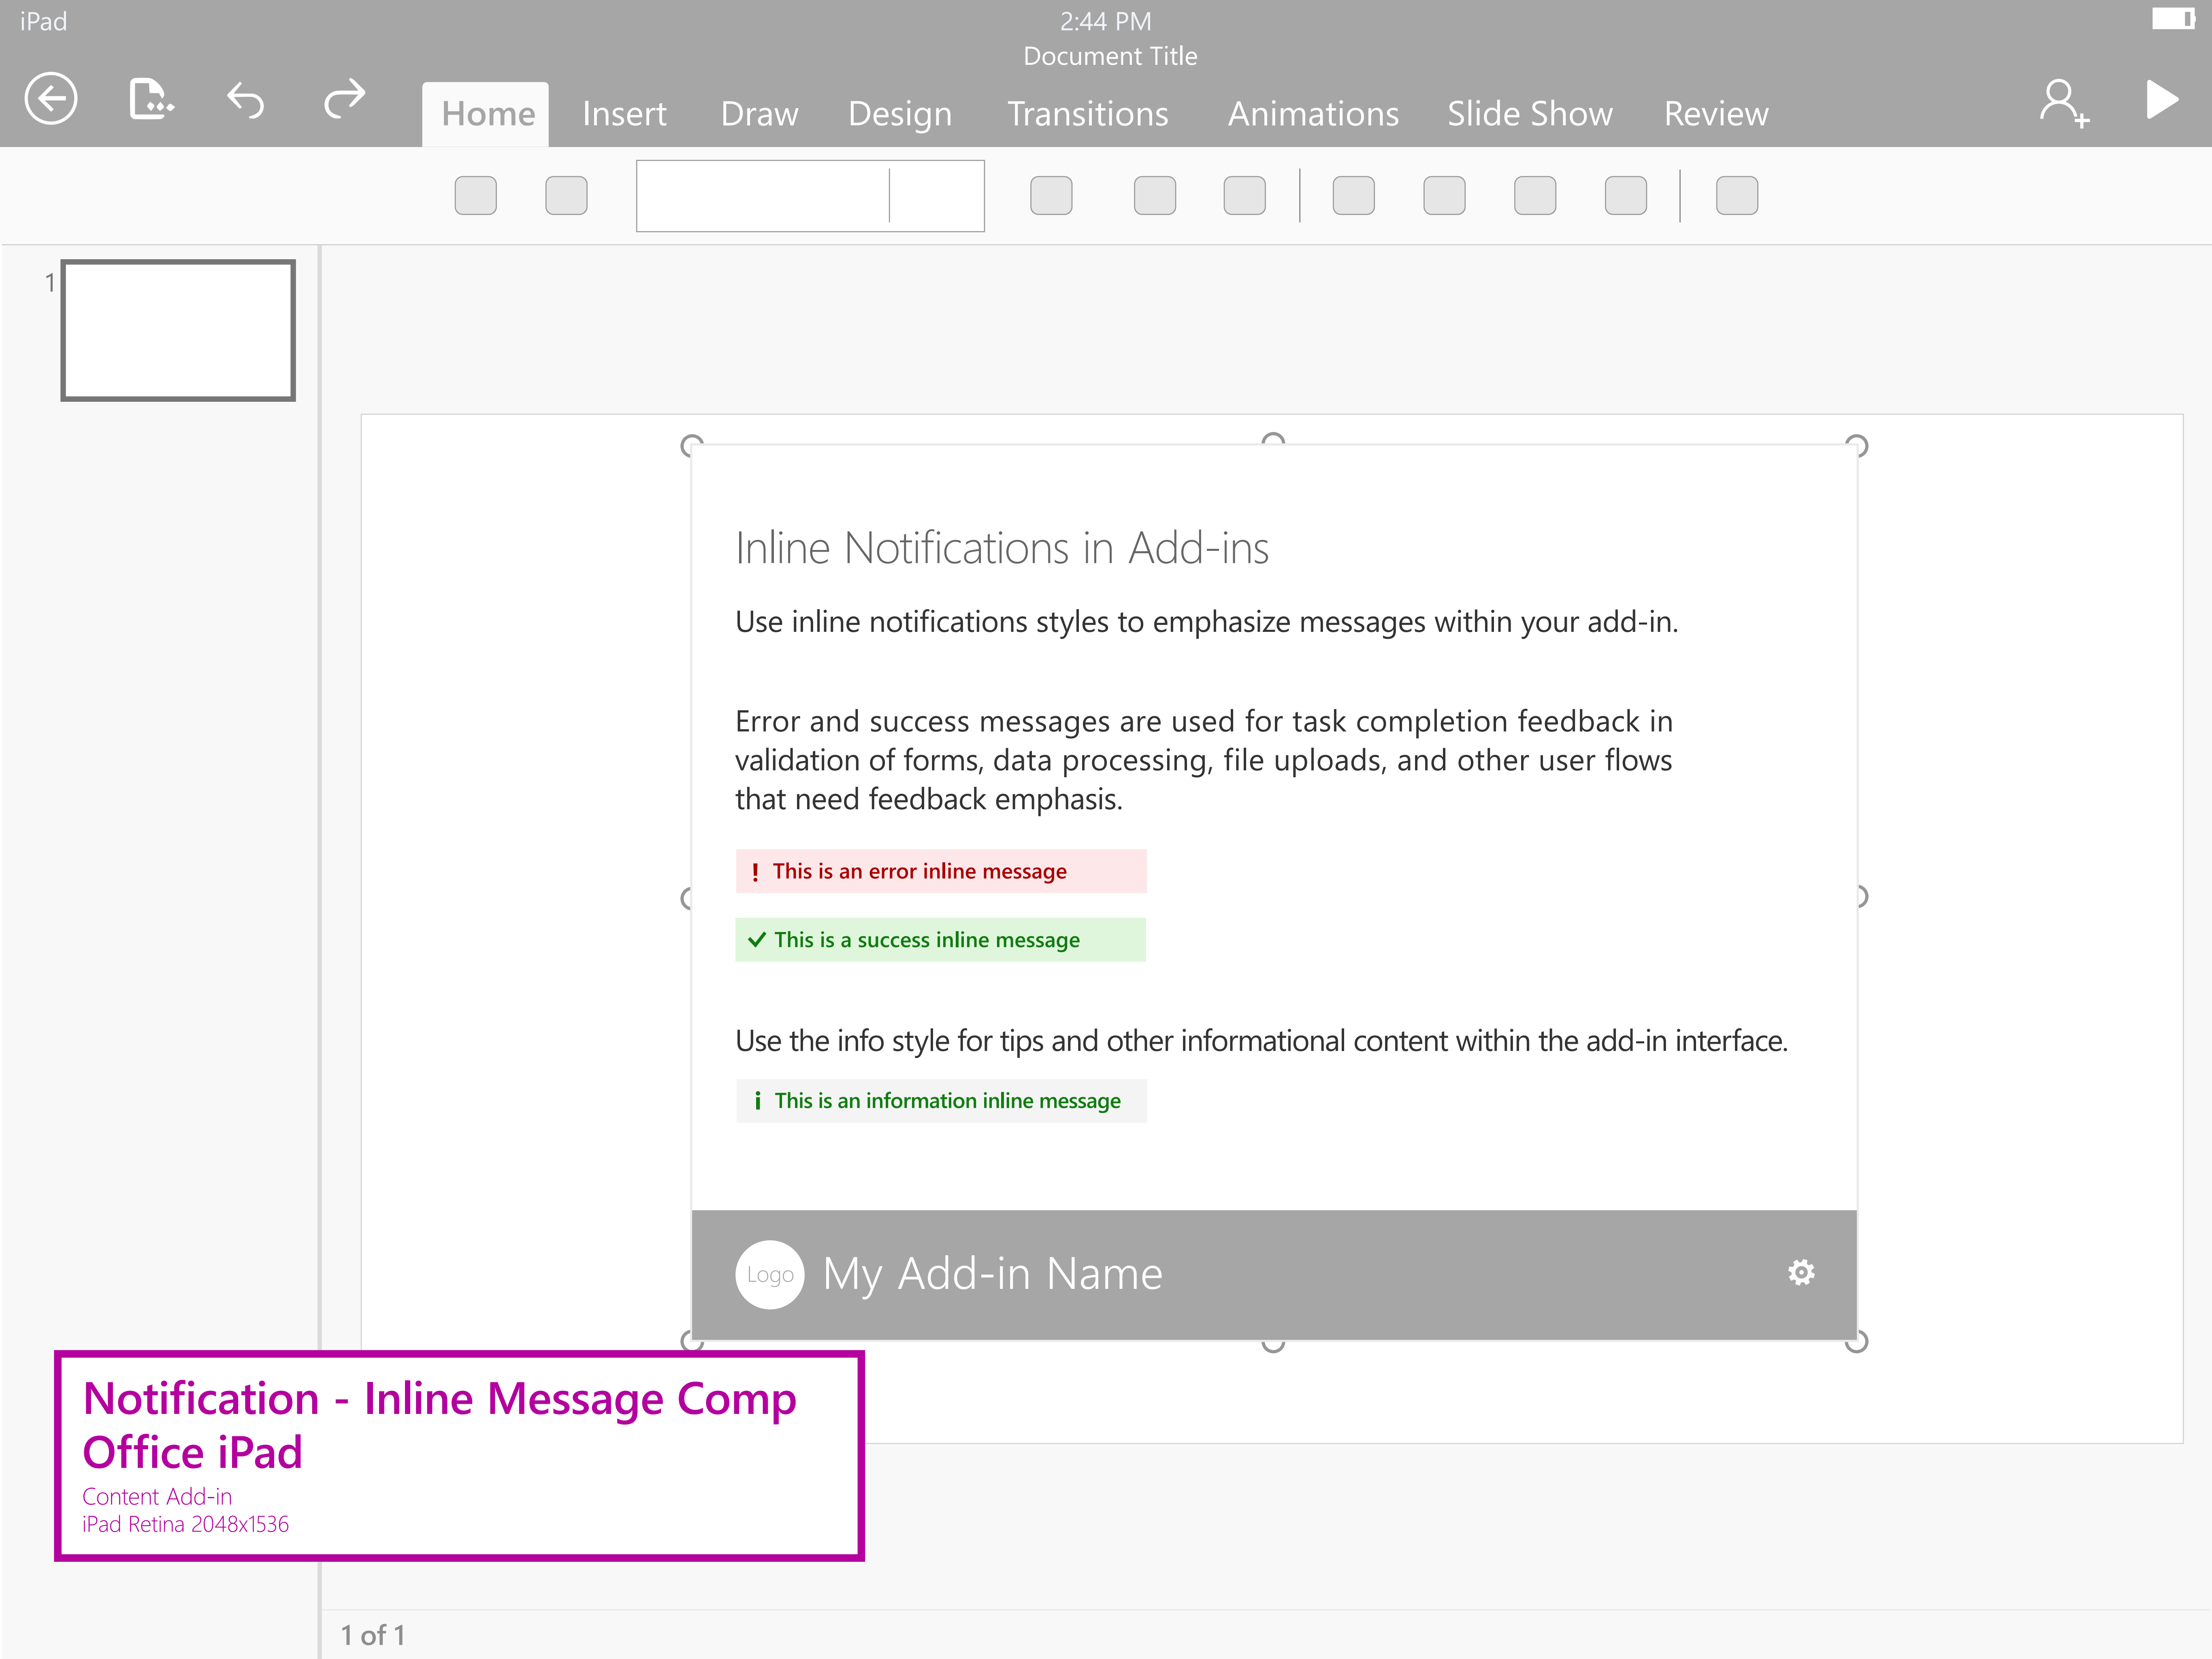 iPad
2:44 PM
Document Title
Home
Insert
Draw
Design
Transitions
Animations
Slide Show
Review
1
Inline Notifications in Add-ins
Use inline notifications styles to emphasize messages within your add-in.
Error and success messages are used for task completion feedback in
validation of forms, data processing, file uploads, and other user flows
that need feedback emphasis.
! This is an error inline message
This is a success inline message
Use the info style for tips and other informational content within the add-in interface.
i This is an information inline message
Logo
My Add-in Name
Notification - Inline Message Comp
Office iPad
Content Add-in
iPad Retina 2048x1536
1 of 1